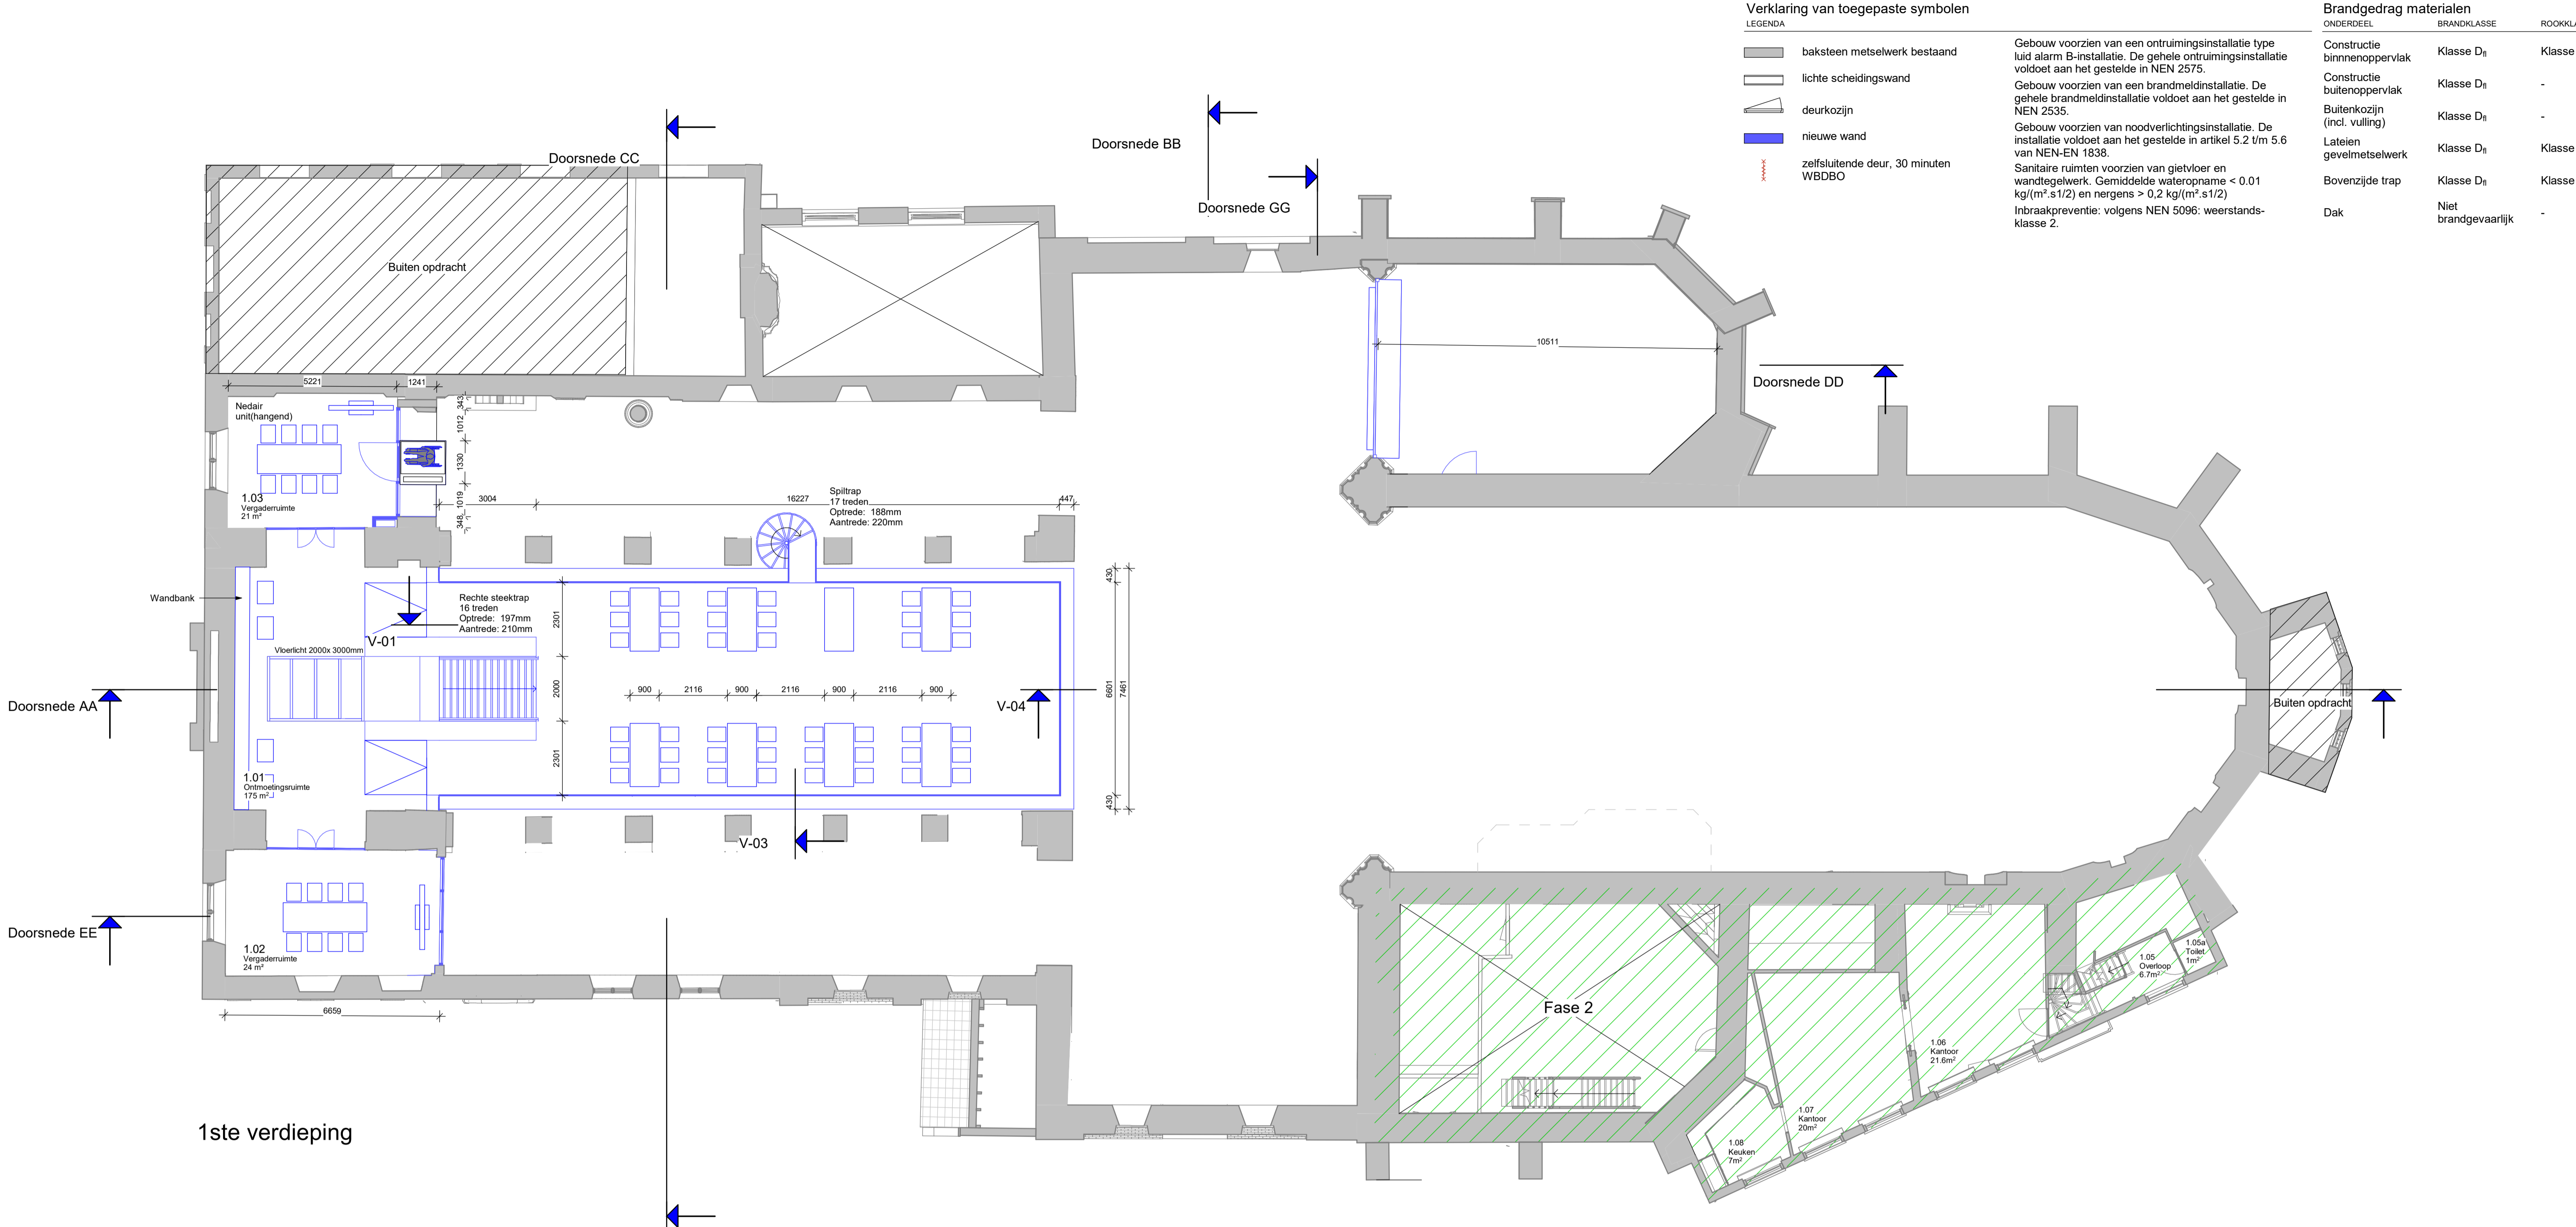 Verklaring van toegepaste symbolen
LEGENDA
baksteen metselwerk bestaand
lichte scheidingswand
deurkozijn
nieuwe wand
zelfsluitende deur, 30 minuten
WBDBO
Gebouw voorzien van een ontruimingsinstallatie type
luid alarm B-installatie. De gehele ontruimingsinstallatie
voldoet aan het gestelde in NEN 2575.
Gebouw voorzien van een brandmeldinstallatie. De
gehele brandmeldinstallatie voldoet aan het gestelde in
NEN 2535.
Gebouw voorzien van noodverlichtingsinstallatie. De
installatie voldoet aan het gestelde in artikel 5.2 t/m 5.6
van NEN-EN 1838.
Sanitaire ruimten voorzien van gietvloer en
wandtegelwerk. Gemiddelde wateropname < 0.01
kg/(m².s1/2) en nergens > 0,2 kg/(m².s1/2)
Inbraakpreventie: volgens NEN 5096: weerstands-
klasse 2.
Brandgedrag materialen
ONDERDEEL BRANDKLASSE ROOKKLA
Constructie
binnnenoppervlak Klasse Dfl Klasse
Constructie
buitenoppervlak Klasse Dfl -
Buitenkozijn
(incl. vulling) Klasse Dfl -
Lateien
gevelmetselwerk Klasse Dfl Klasse
Bovenzijde trap Klasse Dfl Klasse
Dak Niet
brandgevaarlijk -
Doorsnede CC
Doorsnede BB
Doorsnede GG
Buiten opdracht
10511
Doorsnede DD
5221
1241
Nedair
unit(hangend)
343
1012
1330
1019
348
1.03
Vergaderruimte
21 m²
3004
16227
447
Spiltrap
17 treden
Optrede: 188mm
Aantrede: 220mm
Wandbank
Rechte steektrap
16 treden
Optrede: 197mm
Aantrede: 210mm
V-01
Vloerlicht 2000x 3000mm
2301
2000
2301
430
6601
7461
430
900
2116
900
2116
900
2116
900
Doorsnede AA
V-04
Buiten opdracht
1.01
Ontmoetingsruimte
175 m²
V-03
Doorsnede EE
1.02
Vergaderruimte
24 m²
6659
Fase 2
1.05a
Toilet
1m²
1.05
Overloop
6.7m²
1.06
Kantoor
21.6m²
1.07
Kantoor
20m²
1.08
Keuken
7m²
1ste verdieping